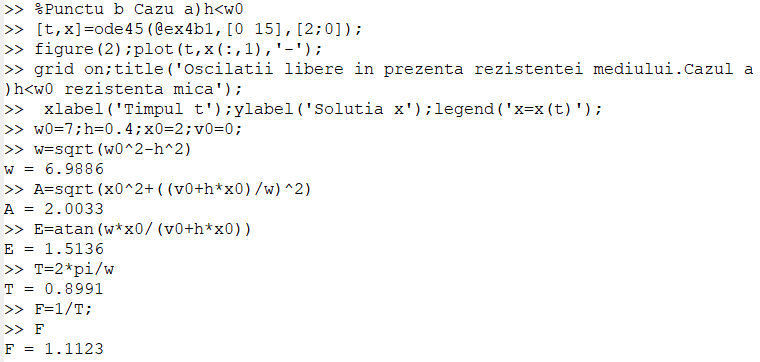 >> %Punctu b Cazu a)h<w0
>> [t,x]=ode45(@ex4b1,[0 15],[2;0]);
>> figure(2);plot(t,x(:,1),'-');
>> grid on;title('Oscilatii libere in prezenta rezistentei mediului.Cazul a
)h<w0 rezistenta mica');
>>  xlabel('Timpul t');ylabel('Solutia x');legend('x=x(t)');
>> w0=7;h=0.4;x0=2;v0=0;
>> w=sqrt(w0^2-h^2)
w = 6.9886
>> A=sqrt(x0^2+((v0+h*x0)/w)^2)
A = 2.0033
>> E=atan(w*x0/(v0+h*x0))
E = 1.5136
>> T=2*pi/w
T = 0.8991
>> F=1/T;
>> F
F = 1.1123